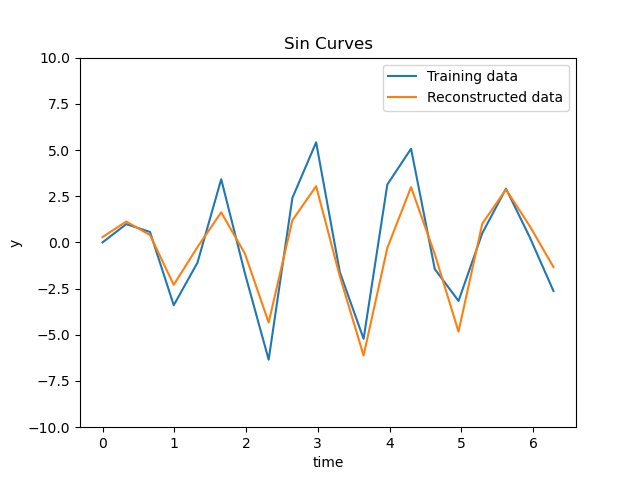 Sin Curves
Training data
Reconstructed data
y
10.0
7.5
5.0
2.5
0.0
−2.5
−5.0
−7.5
−10.0
0 1 2 3 4 5 6
time